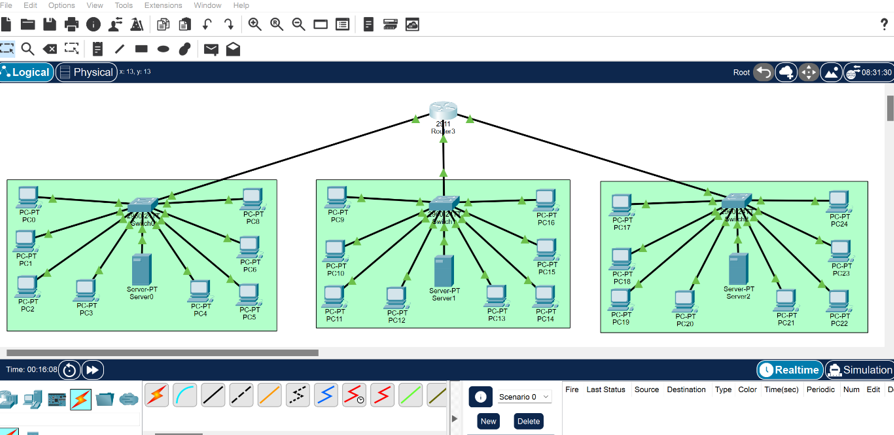 File Edit Options View Tools Extensions Window Help
?
Logical Physical x: 13, y: 13 Root 08:31:30
2911
Router3
PC-PT
PC0
PC-PT
PC8
Switch0
PC-PT
PC1
PC-PT
PC6
PC-PT
PC2
PC-PT
PC3
Server-PT
Server0
PC-PT
PC4
PC-PT
PC5
PC-PT
PC9
PC-PT
PC16
PC-PT
PC10
PC-PT
PC15
PC-PT
PC11
PC-PT
PC12
Server-PT
Server1
PC-PT
PC13
PC-PT
PC14
PC-PT
PC17
PC-PT
PC24
PC-PT
PC18
PC-PT
PC23
PC-PT
PC19
PC-PT
PC20
Server-PT
Server2
PC-PT
PC21
PC-PT
PC22
Time: 00:16:08 Realtime Simulation
Scenario 0
New Delete
Fire Last Status Source Destination Type Color Time(sec) Periodic Num Edit